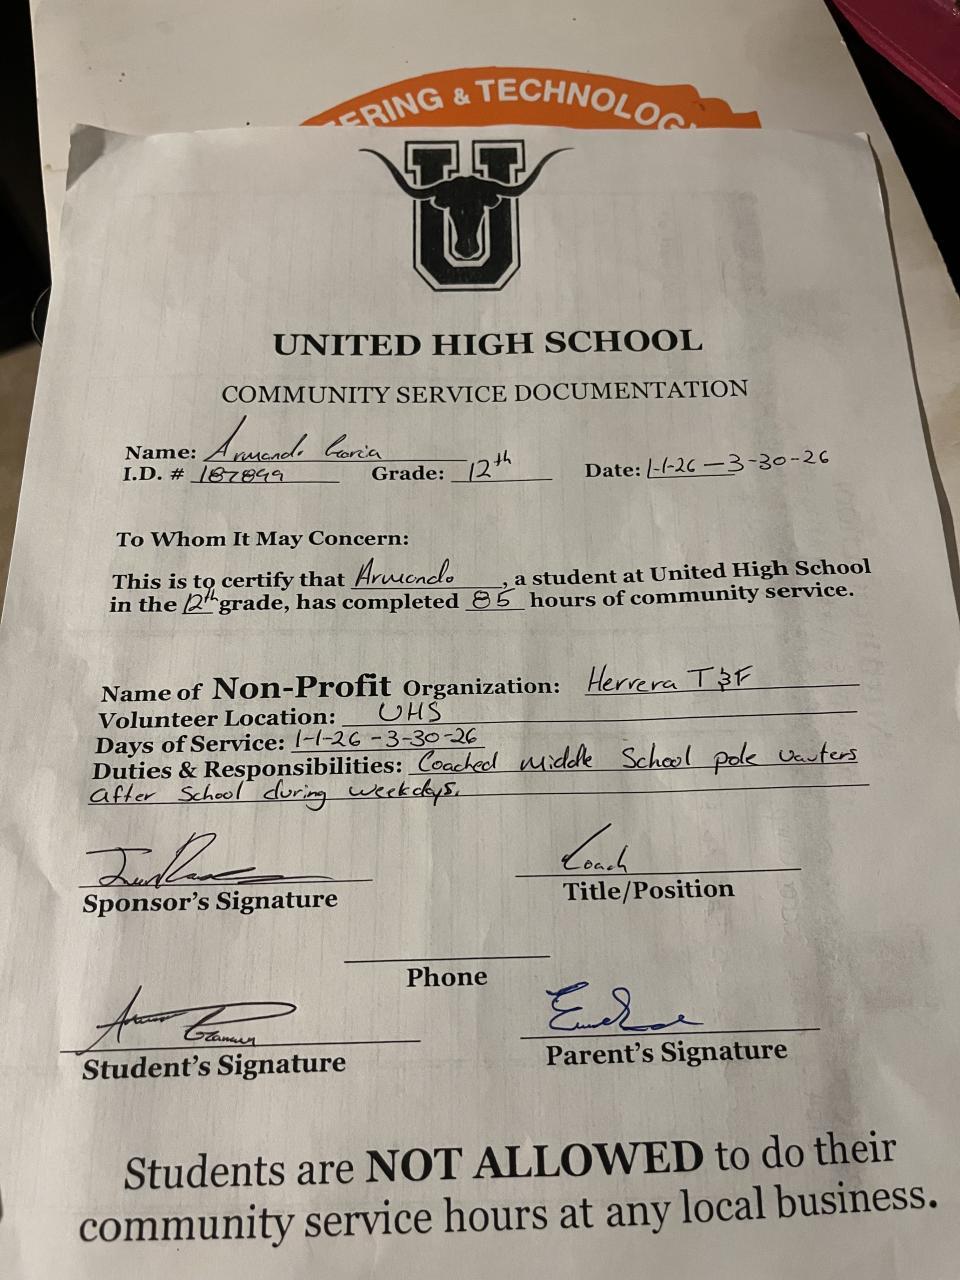 ERING & TECHNOLOG
U
UNITED HIGH SCHOOL
COMMUNITY SERVICE DOCUMENTATION
Name: Armando
I.D. # 187899 Grade: 12th Date: 1-1-26 - 3-30-26
To Whom It May Concern:
This is to certify that Armando, a student at United High School
in the 12th grade, has completed 85 hours of community service.
Name of Non-Profit Organization: Herrera T&F
Volunteer Location: UHS
Days of Service: 1-1-26 - 3-30-26
Duties & Responsibilities: Coached middle School pole vauters
after School during weekdays.
Coach
Sponsor's Signature Title/Position
Phone
Student's Signature Parent's Signature
Students are NOT ALLOWED to do their
community service hours at any local business.